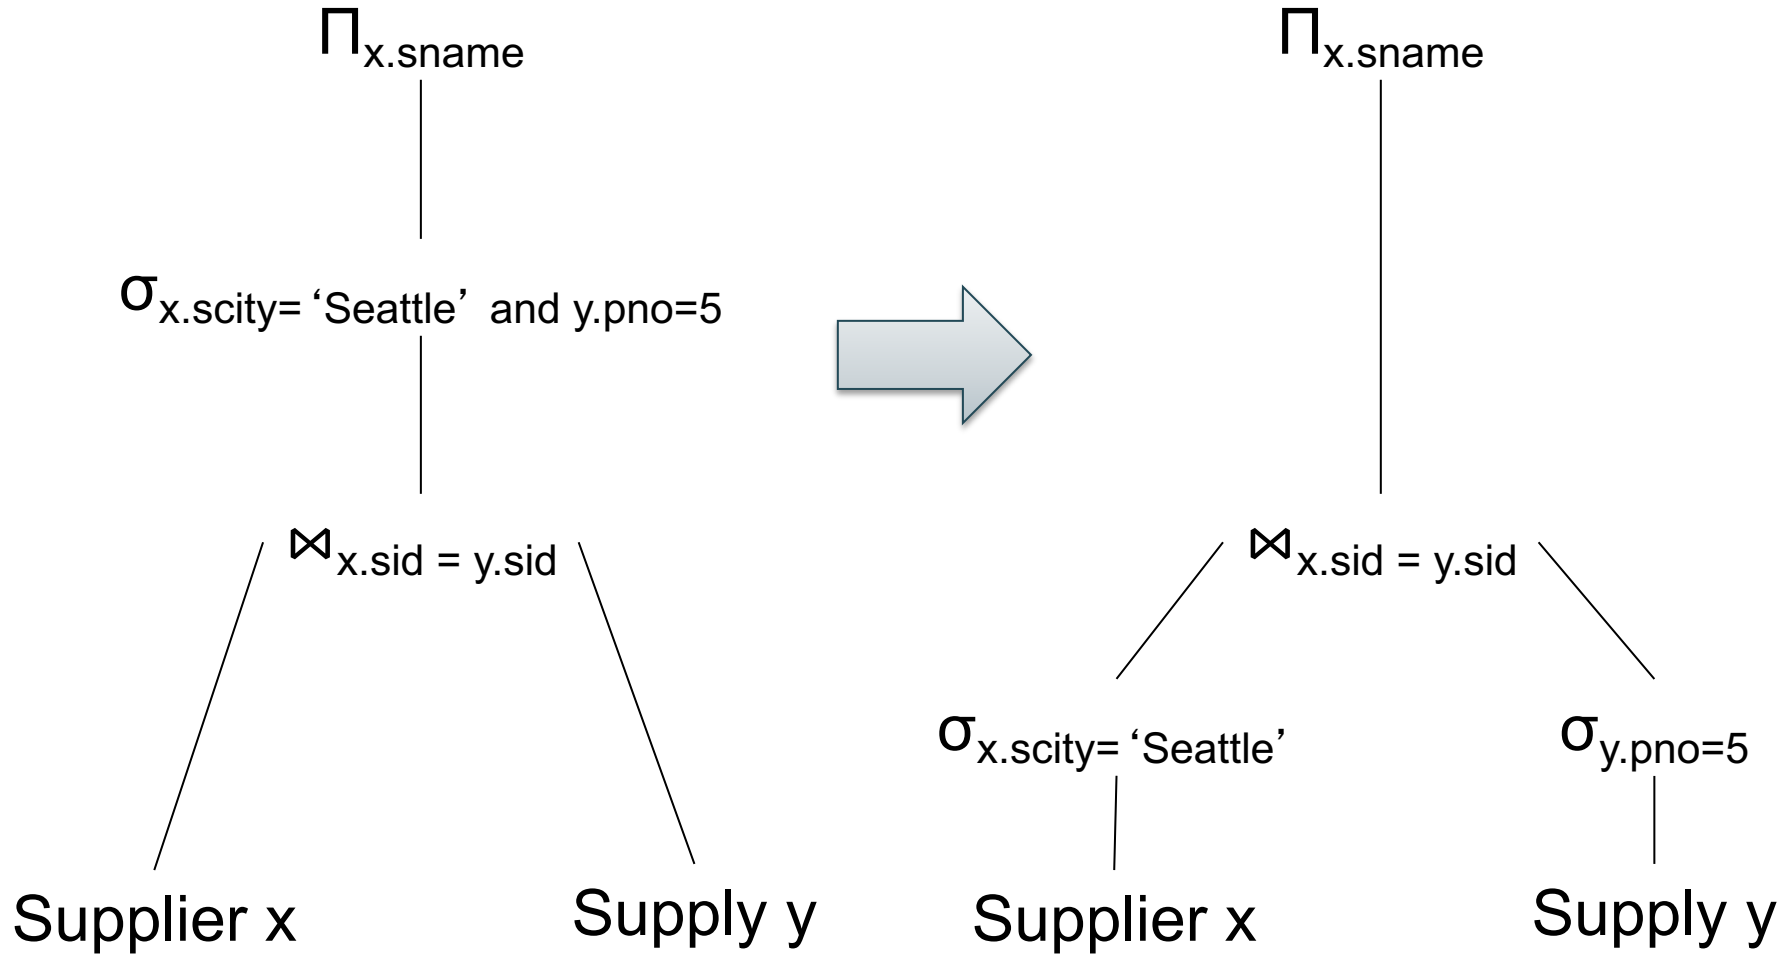 Π x.sname
σ x.scity= ‘Seattle’ and y.pno=5
⋈ x.sid = y.sid
Supplier x
Supply y
Π x.sname
⋈ x.sid = y.sid
σ x.scity= ‘Seattle’
σ y.pno=5
Supplier x
Supply y